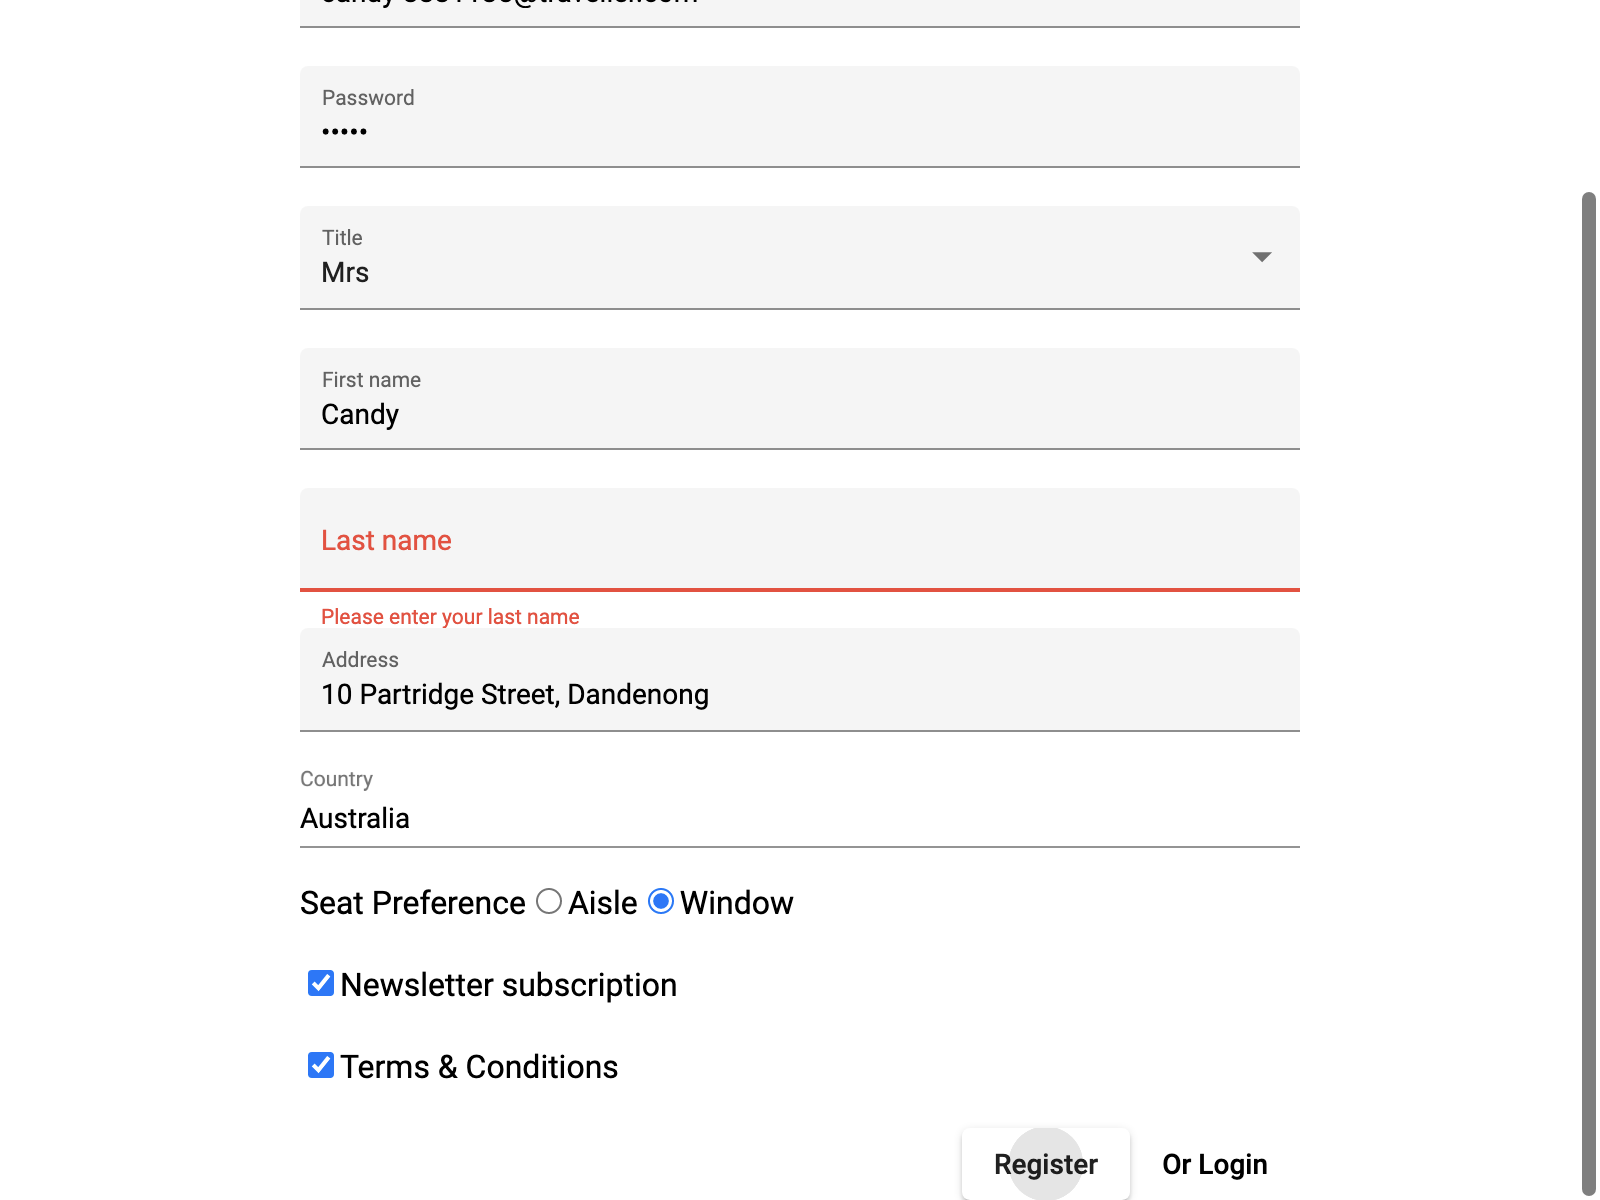 Password
•••••
Title
Mrs
First name
Candy
Last name
Please enter your last name
Address
10 Partridge Street, Dandenong
Country
Australia
Seat Preference Aisle Window
Newsletter subscription
Terms & Conditions
Register Or Login